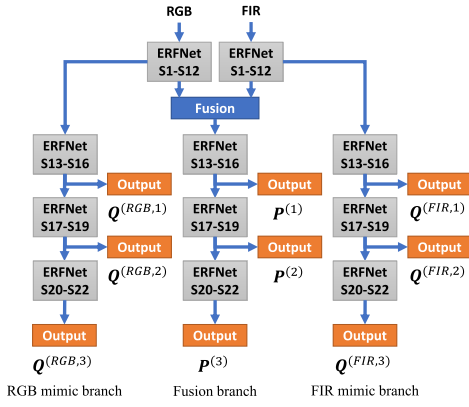 RGB FIR
ERFNet ERFNet
S1-S12 S1-S12
Fusion
ERFNet ERFNet ERFNet
S13-S16 S13-S16 S13-S16
Output Output Output
Q^(RGB,1) P^(1) Q^(FIR,1)
ERFNet ERFNet ERFNet
S17-S19 S17-S19 S17-S19
Output Output Output
Q^(RGB,2) P^(2) Q^(FIR,2)
ERFNet ERFNet ERFNet
S20-S22 S20-S22 S20-S22
Output Output Output
Q^(RGB,3) P^(3) Q^(FIR,3)
RGB mimic branch Fusion branch FIR mimic branch